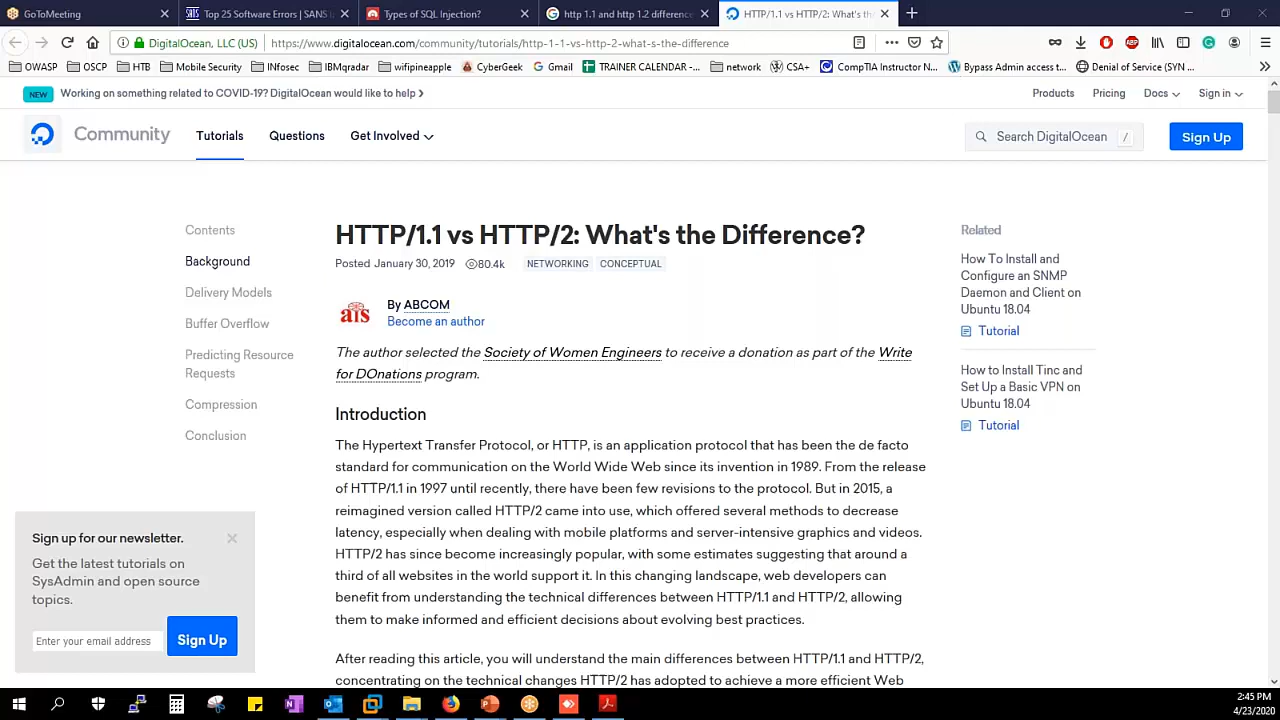 GoToMeeting
Top 25 Software Errors | SANS I
Types of SQL Injection?
http 1.1 and http 1.2 difference
HTTP/1.1 vs HTTP/2: What's the
DigitalOcean, LLC (US)
https://www.digitalocean.com/community/tutorials/http-1-1-vs-http-2-what-s-the-difference
OWASP
OSCP
HTB
Mobile Security
INfosec
IBMqradar
wifipineapple
CyberGeek
Gmail
TRAINER CALENDAR -...
network
CSA+
CompTIA Instructor N...
Bypass Admin access t...
Denial of Service (SYN ...
NEW
Working on something related to COVID-19? DigitalOcean would like to help
Products
Pricing
Docs
Sign in
Community
Tutorials
Questions
Get Involved
Search DigitalOcean
/
Sign Up
Contents
Background
Delivery Models
Buffer Overflow
Predicting Resource
Requests
Compression
Conclusion
HTTP/1.1 vs HTTP/2: What's the Difference?
Posted January 30, 2019
80.4k
NETWORKING
CONCEPTUAL
ats
By ABCOM
Become an author
The author selected the Society of Women Engineers to receive a donation as part of the Write
for DOnations program.
Introduction
The Hypertext Transfer Protocol, or HTTP, is an application protocol that has been the de facto
standard for communication on the World Wide Web since its invention in 1989. From the release
of HTTP/1.1 in 1997 until recently, there have been few revisions to the protocol. But in 2015, a
reimagined version called HTTP/2 came into use, which offered several methods to decrease
latency, especially when dealing with mobile platforms and server-intensive graphics and videos.
HTTP/2 has since become increasingly popular, with some estimates suggesting that around a
third of all websites in the world support it. In this changing landscape, web developers can
benefit from understanding the technical differences between HTTP/1.1 and HTTP/2, allowing
them to make informed and efficient decisions about evolving best practices.
After reading this article, you will understand the main differences between HTTP/1.1 and HTTP/2,
concentrating on the technical changes HTTP/2 has adopted to achieve a more efficient Web
Related
How To Install and
Configure an SNMP
Daemon and Client on
Ubuntu 18.04
Tutorial
How to Install Tinc and
Set Up a Basic VPN on
Ubuntu 18.04
Tutorial
Sign up for our newsletter.
Get the latest tutorials on
SysAdmin and open source
topics.
Enter your email address
Sign Up
2:45 PM
4/23/2020